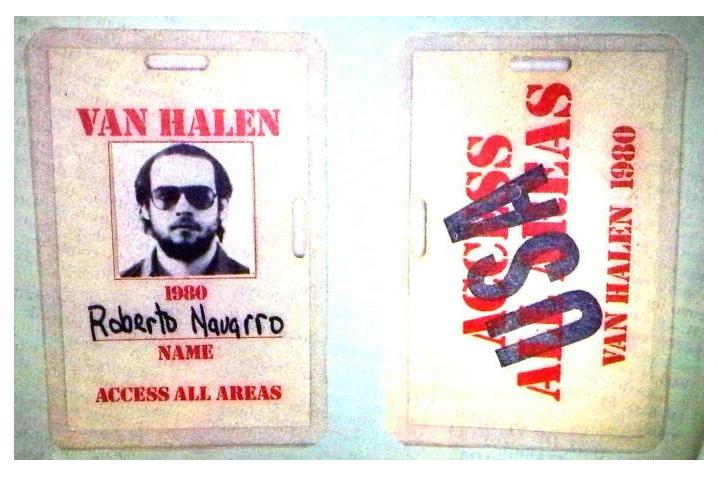 VAN HALEN
1980
Roberto Navarro
NAME
ACCESS ALL AREAS
ACCESS
ALL AREAS
USA
VAN HALEN 1980